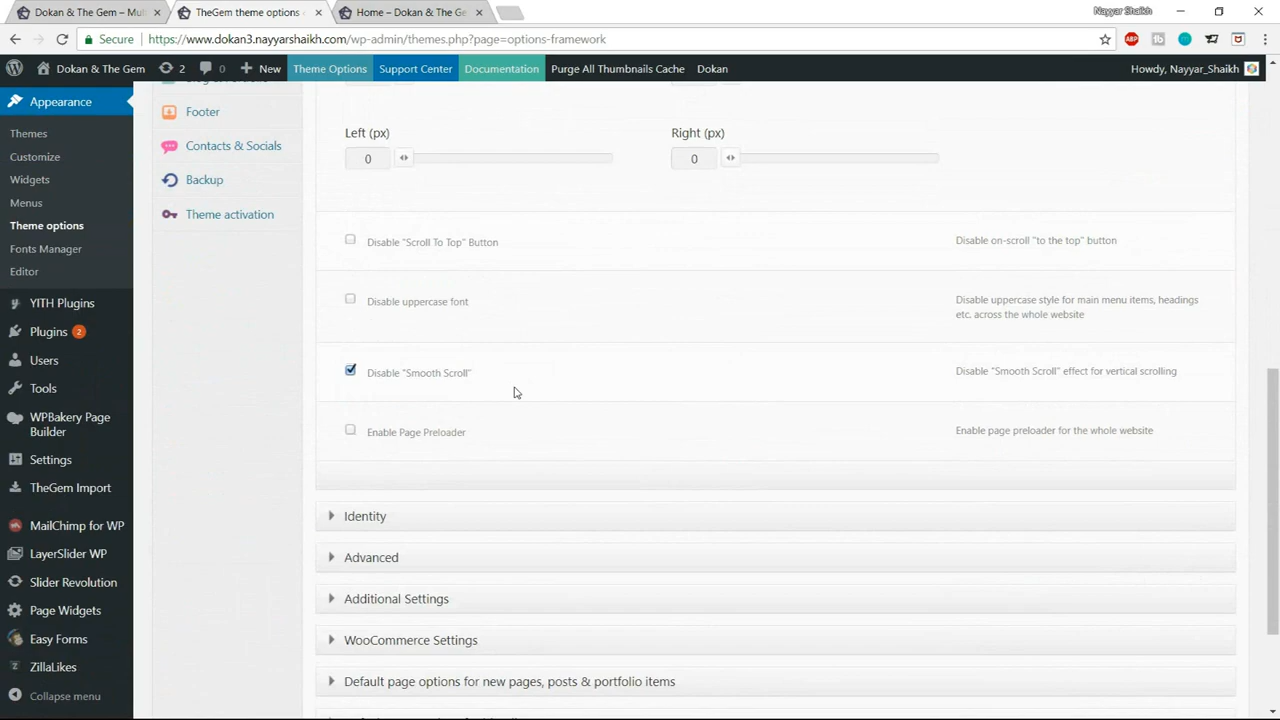 Dokan & The Gem – Mul
TheGem theme options
Home – Dokan & The Ge
Nayyar Shaikh
Secure
https://www.dokan3.nayyarshaikh.com/wp-admin/themes.php?page=options-framework
Dokan & The Gem
2
0
New
Theme Options
Support Center
Documentation
Purge All Thumbnails Cache
Dokan
Howdy, Nayyar_Shaikh
Appearance
Themes
Customize
Widgets
Menus
Theme options
Fonts Manager
Editor
YITH Plugins
Plugins 2
Users
Tools
WPBakery Page
Builder
Settings
TheGem Import
MailChimp for WP
LayerSlider WP
Slider Revolution
Page Widgets
Easy Forms
ZillaLikes
Collapse menu
Footer
Contacts & Socials
Backup
Theme activation
Left (px)
Right (px)
0
0
Disable "Scroll To Top" Button
Disable on-scroll "to the top" button
Disable uppercase font
Disable uppercase style for main menu items, headings
etc. across the whole website
Disable "Smooth Scroll"
Disable "Smooth Scroll" effect for vertical scrolling
Enable Page Preloader
Enable page preloader for the whole website
Identity
Advanced
Additional Settings
WooCommerce Settings
Default page options for new pages, posts & portfolio items